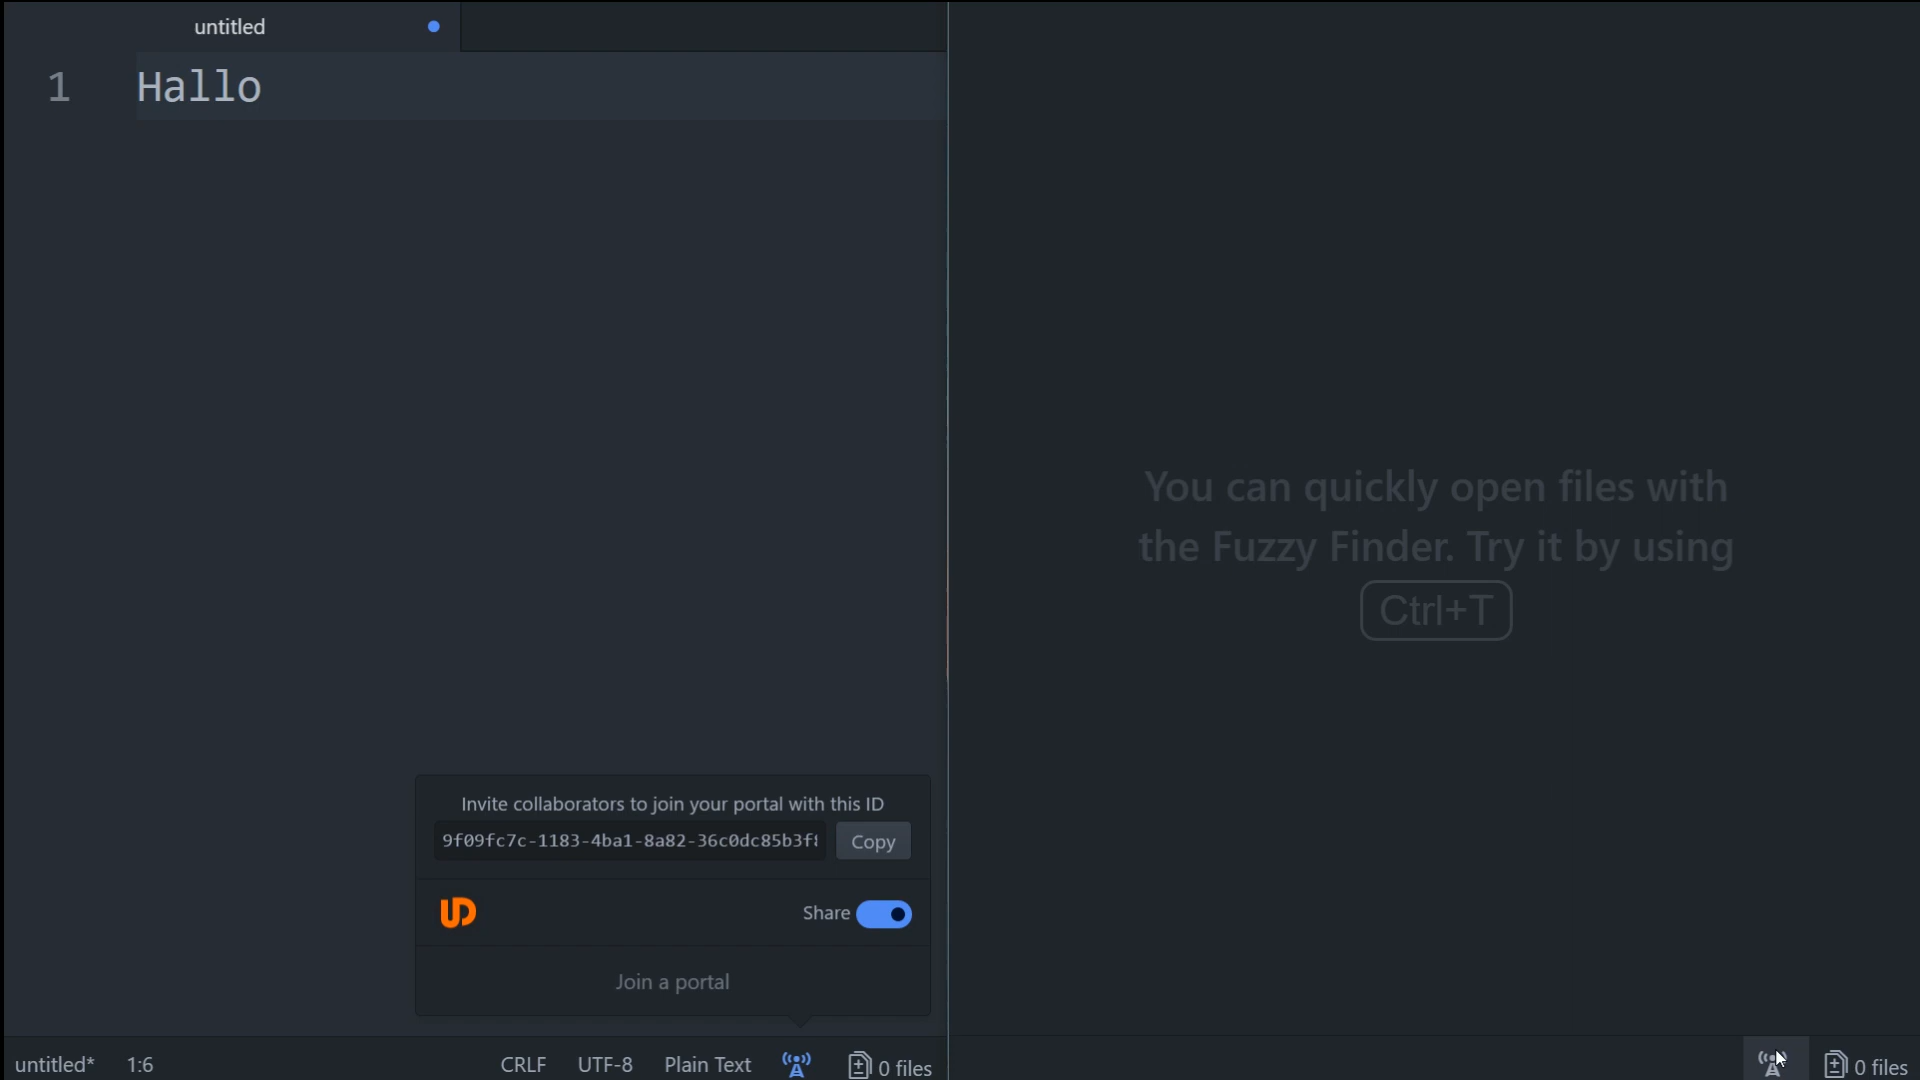 untitled
1 Hallo
You can quickly open files with
the Fuzzy Finder. Try it by using
Ctrl+T
Invite collaborators to join your portal with this ID
9f09fc7c-1183-4ba1-8a82-36c0dc85b3f
Copy
UD
Share
Join a portal
untitled* 1:6 CRLF UTF-8 Plain Text 0 files
0 files